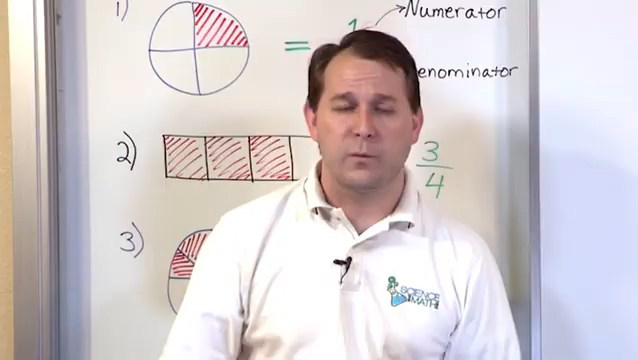 1)
= 1
Numerator
enominator
2)
3
4
3)
SCIENCE
MATH